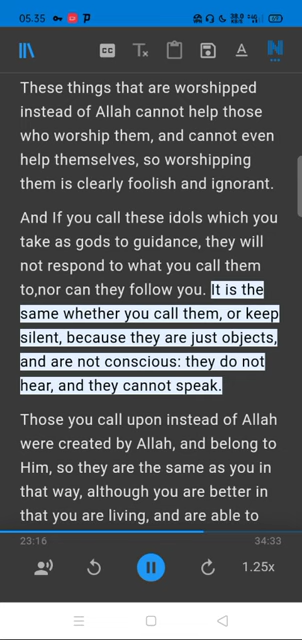 05.35
CC
These things that are worshipped
instead of Allah cannot help those
who worship them, and cannot even
help themselves, so worshipping
them is clearly foolish and ignorant.
And If you call these idols which you
take as gods to guidance, they will
not respond to what you call them
to,nor can they follow you. It is the
same whether you call them, or keep
silent, because they are just objects,
and are not conscious: they do not
hear, and they cannot speak.
Those you call upon instead of Allah
were created by Allah, and belong to
Him, so they are the same as you in
that way, although you are better in
that you are living, and are able to
23:16 34:33
1.25x